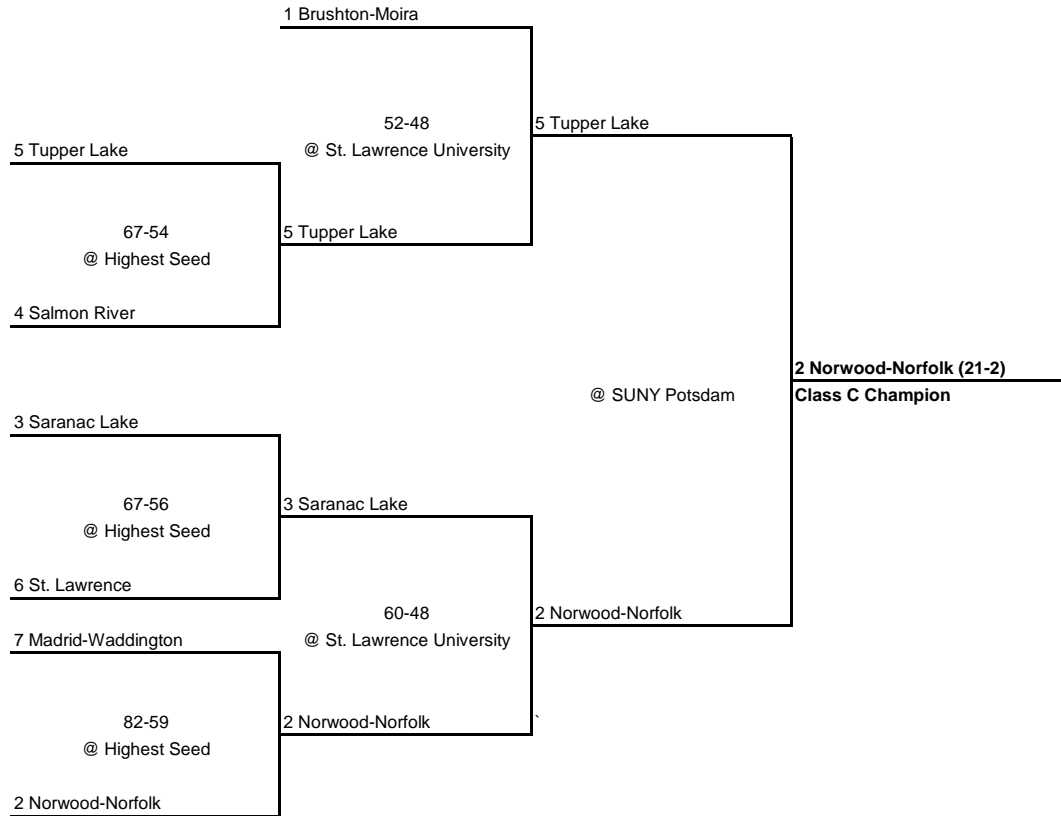 1 Brushton-Moira
52-48
5 Tupper Lake
5 Tupper Lake
@ St. Lawrence University
67-54
5 Tupper Lake
@ Highest Seed
4 Salmon River
2 Norwood-Norfolk (21-2)
@ SUNY Potsdam
Class C Champion
3 Saranac Lake
67-56
3 Saranac Lake
@ Highest Seed
6 St. Lawrence
60-48
2 Norwood-Norfolk
7 Madrid-Waddington
@ St. Lawrence University
82-59
2 Norwood-Norfolk
`
@ Highest Seed
2 Norwood-Norfolk